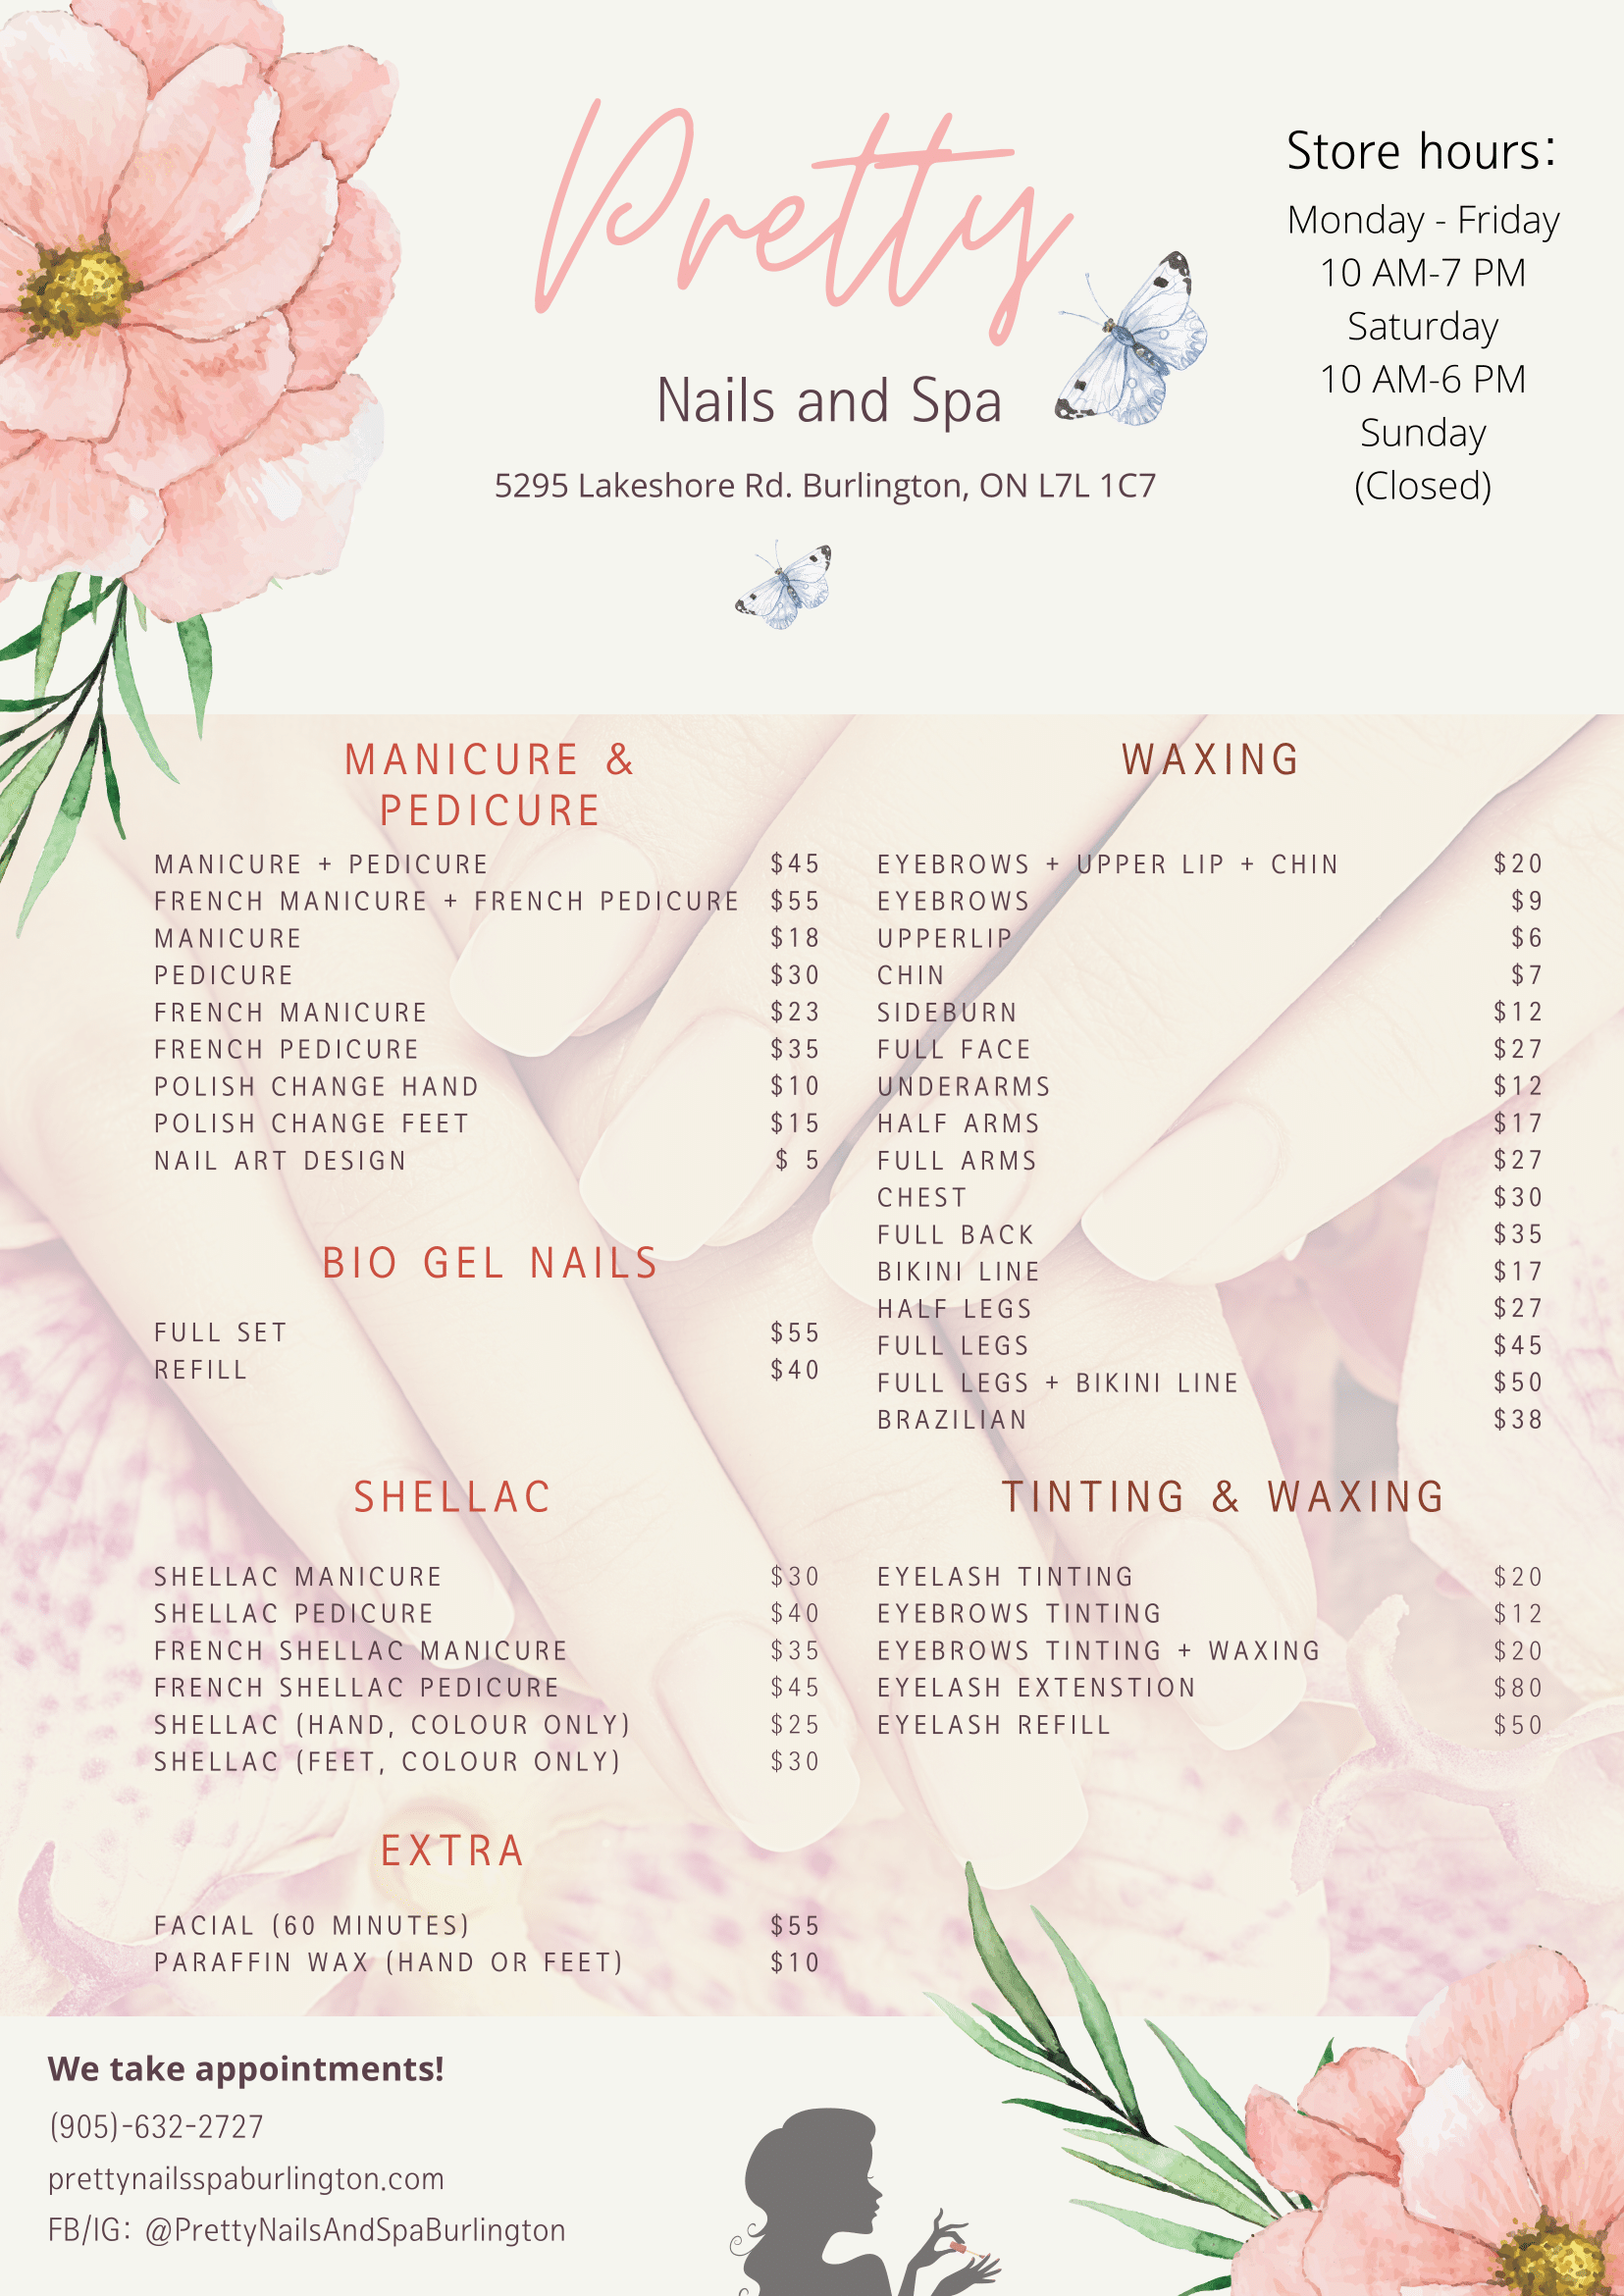 Pretty
Nails and Spa
5295 Lakeshore Rd. Burlington, ON L7L 1C7
Store hours:
Monday - Friday
10 AM-7 PM
Saturday
10 AM-6 PM
Sunday
(Closed)
MANICURE &
PEDICURE
MANICURE + PEDICURE $45
FRENCH MANICURE + FRENCH PEDICURE $55
MANICURE $18
PEDICURE $30
FRENCH MANICURE $23
FRENCH PEDICURE $35
POLISH CHANGE HAND $10
POLISH CHANGE FEET $15
NAIL ART DESIGN $ 5
BIO GEL NAILS
FULL SET $55
REFILL $40
SHELLAC
SHELLAC MANICURE $30
SHELLAC PEDICURE $40
FRENCH SHELLAC MANICURE $35
FRENCH SHELLAC PEDICURE $45
SHELLAC (HAND, COLOUR ONLY) $25
SHELLAC (FEET, COLOUR ONLY) $30
EXTRA
FACIAL (60 MINUTES) $55
PARAFFIN WAX (HAND OR FEET) $10
WAXING
EYEBROWS + UPPER LIP + CHIN $20
EYEBROWS $9
UPPERLIP $6
CHIN $7
SIDEBURN $12
FULL FACE $27
UNDERARMS $12
HALF ARMS $17
FULL ARMS $27
CHEST $30
FULL BACK $35
BIKINI LINE $17
HALF LEGS $27
FULL LEGS $45
FULL LEGS + BIKINI LINE $50
BRAZILIAN $38
TINTING & WAXING
EYELASH TINTING $20
EYEBROWS TINTING $12
EYEBROWS TINTING + WAXING $20
EYELASH EXTENSTION $80
EYELASH REFILL $50
We take appointments!
(905)-632-2727
prettynailsspaburlington.com
FB/IG: @PrettyNailsAndSpaBurlington